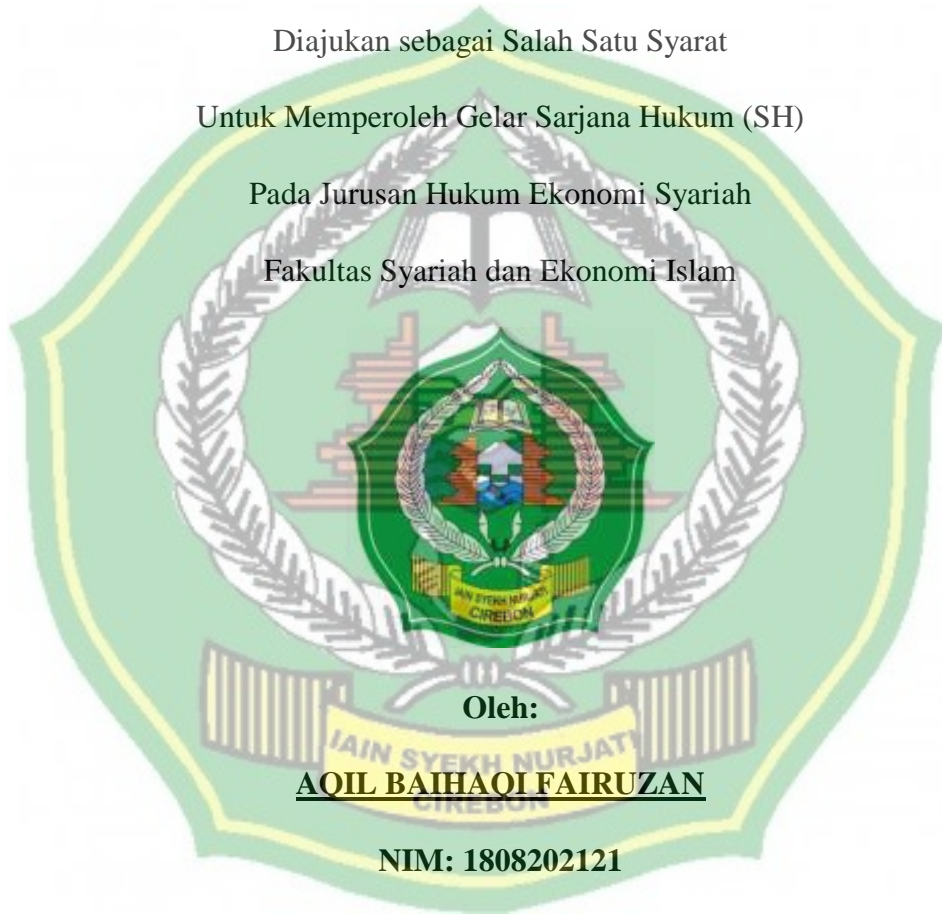 Diajukan sebagai Salah Satu Syarat
Untuk Memperoleh Gelar Sarjana Hukum (SH)
Pada Jurusan Hukum Ekonomi Syariah
Fakultas Syariah dan Ekonomi Islam
IAIN SYEKH NURJATI
CIREBON
Oleh:
IAIN SYEKH NURJATI
AQIL BAIHAQI FAIRUZAN
CIREBON
NIM: 1808202121